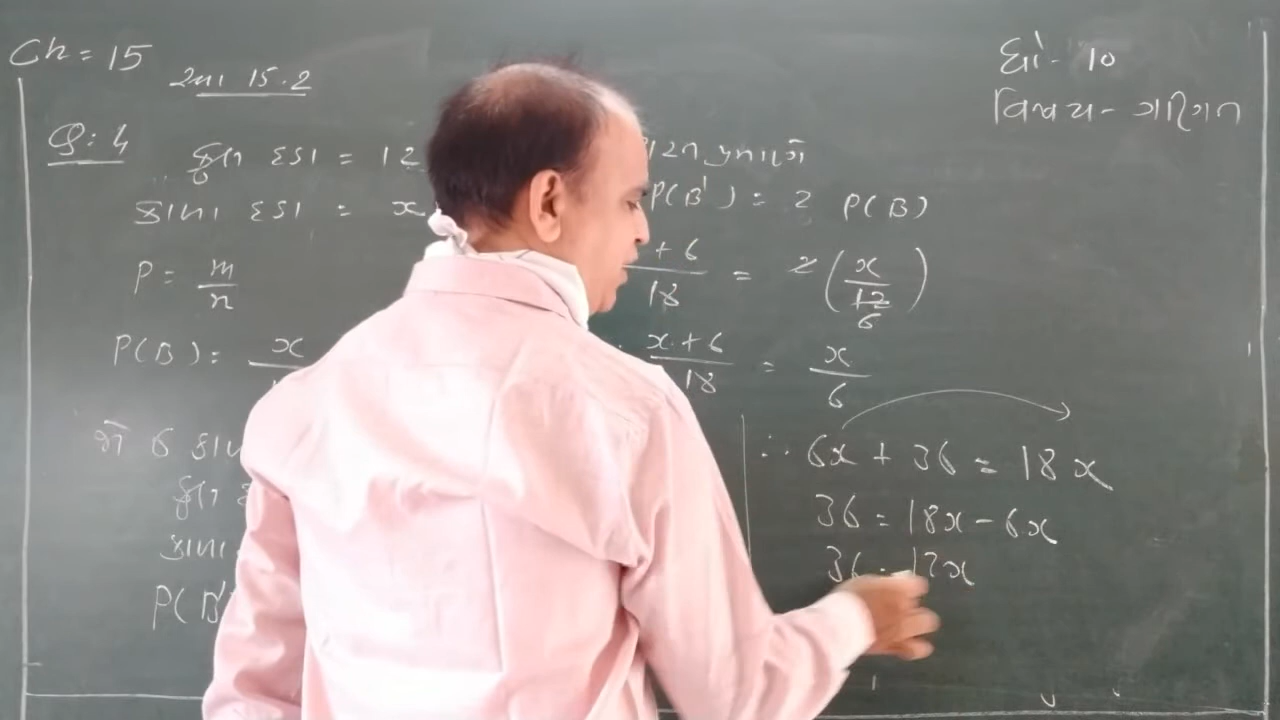 Ch = 15
સ્વા 15.2
ધો- 10
વિષય- ગણિત
Q: 4
કુલ દડા = 12
કાળા દડા = x
P = m/n
P(B) = x
જો 6 કાળા
કુલ
કાળા
P(B'
P(B') = 2 P(B)
+ 6 / 18 = 2 (x / 12 6)
x + 6 / 18 = x / 6
∴ 6x + 36 = 18x
36 = 18x - 6x
36 = 12x